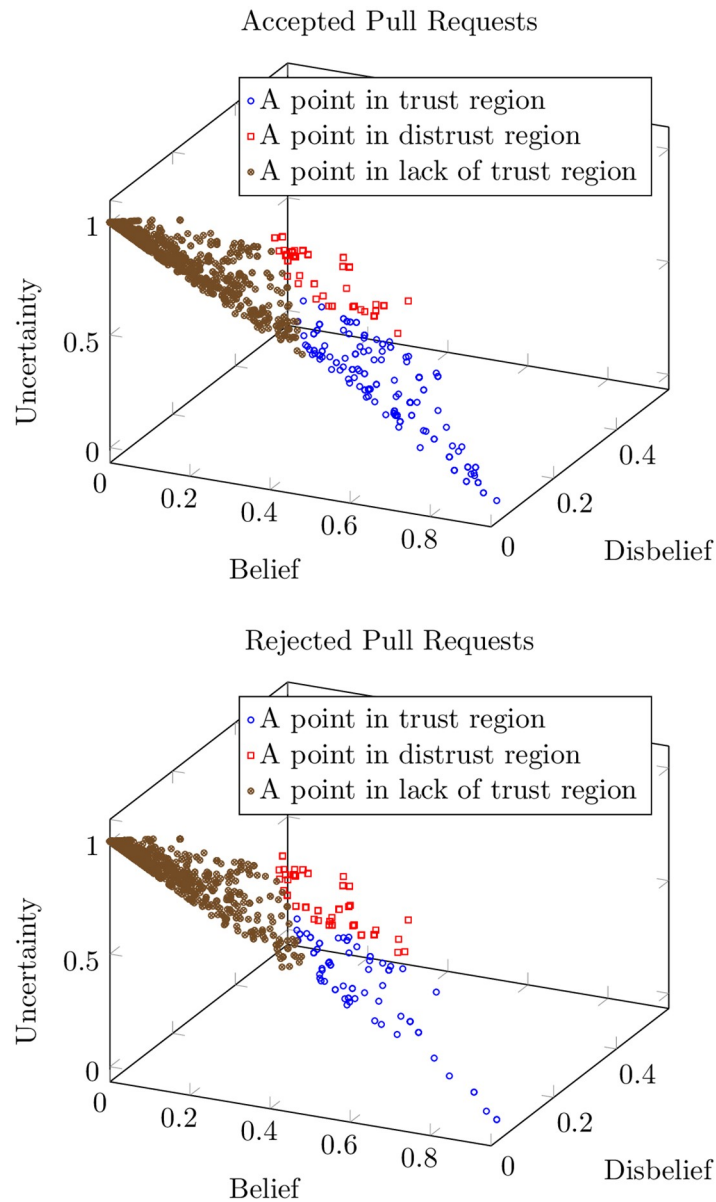 Accepted Pull Requests
A point in trust region
A point in distrust region
A point in lack of trust region
1
0.5
0
Uncertainty
0
0.2
0.4
0.6
0.8
Belief
0
0.2
0.4
Disbelief
Rejected Pull Requests
A point in trust region
A point in distrust region
A point in lack of trust region
1
0.5
0
Uncertainty
0
0.2
0.4
0.6
0.8
Belief
0
0.2
0.4
Disbelief